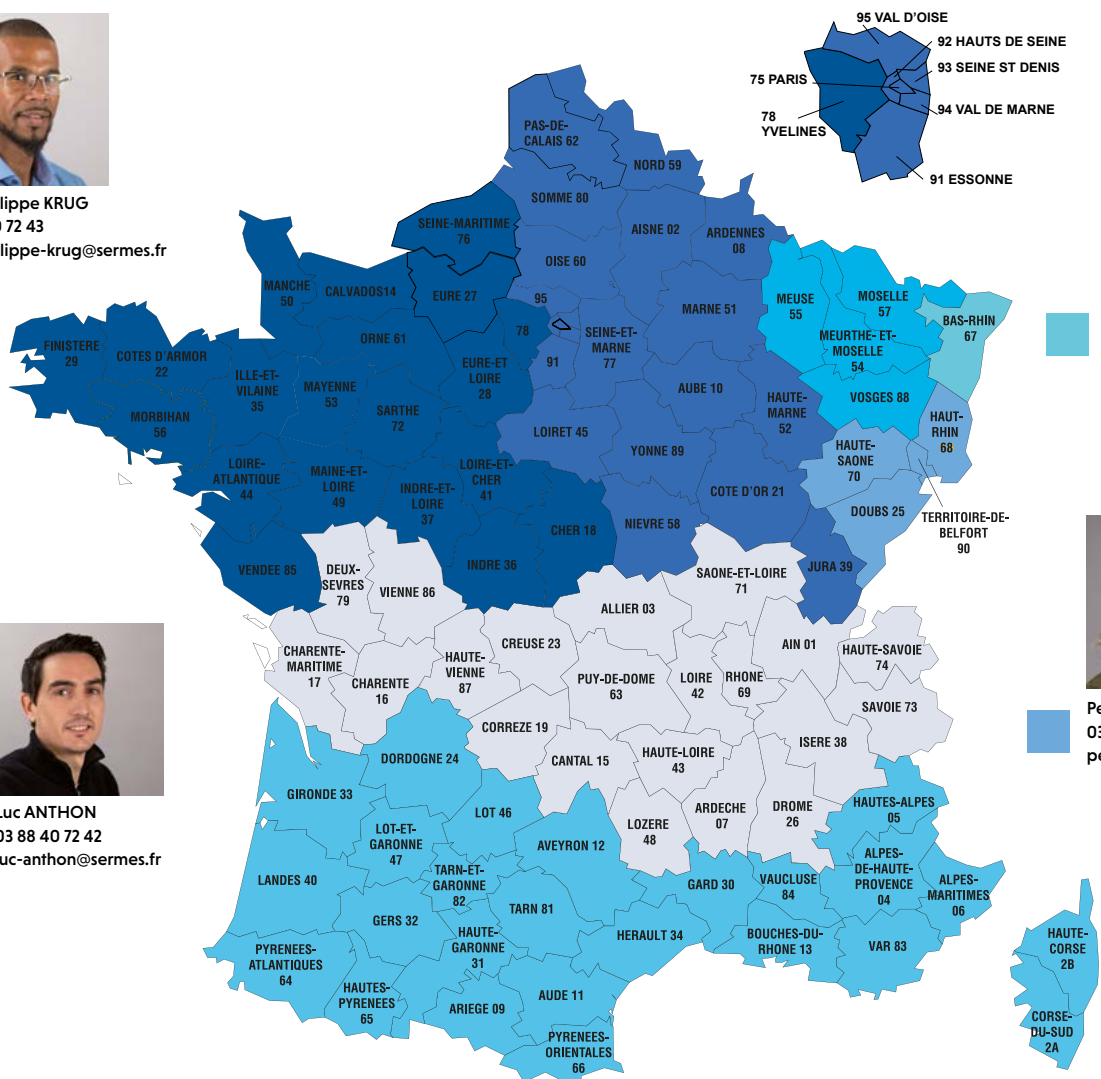 95 VAL D'OISE
92 HAUTS DE SEINE
93 SEINE ST DENIS
75 PARIS
94 VAL DE MARNE
78
YVELINES
91 ESSONNE
lippe KRUG
72 43
lippe-krug@sermes.fr
PAS-DE-
CALAIS 62
NORD 59
SOMME 80
SEINE-MARITIME
76
AISNE 02
ARDENNES
08
OISE 60
MANCHE
50
CALVADOS14
EURE 27
95
MARNE 51
MEUSE
55
MOSELLE
57
BAS-RHIN
67
FINISTERE
29
COTES D'ARMOR
22
ORNE 61
78
SEINE-ET-
MARNE
77
MEURTHE- ET-
MOSELLE
54
ILLE-ET-
VILAINE
35
MAYENNE
53
EURE-ET
LOIRE
28
91
AUBE 10
HAUTE-
MARNE
52
VOSGES 88
MORBIHAN
56
SARTHE
72
LOIRET 45
YONNE 89
HAUT-
RHIN
68
HAUTE-
SAONE
70
LOIRE-
ATLANTIQUE
44
MAINE-ET-
LOIRE
49
INDRE-ET-
LOIRE
37
LOIRE-ET-
CHER
41
COTE D'OR 21
DOUBS 25
TERRITOIRE-DE-
BELFORT
90
CHER 18
NIEVRE 58
VENDEE 85
DEUX-
SEVRES
79
VIENNE 86
INDRE 36
SAONE-ET-LOIRE
71
JURA 39
ALLIER 03
CHARENTE-
MARITIME
17
CHARENTE
16
HAUTE-
VIENNE
87
CREUSE 23
PUY-DE-DOME
63
LOIRE
42
RHONE
69
AIN 01
HAUTE-SAVOIE
74
SAVOIE 73
CORREZE 19
CANTAL 15
HAUTE-LOIRE
43
ISERE 38
Luc ANTHON
03 88 40 72 42
uc-anthon@sermes.fr
Pe
03
pe
DORDOGNE 24
GIRONDE 33
LOT 46
LOZERE
48
ARDECHE
07
DROME
26
HAUTES-ALPES
05
LOT-ET-
GARONNE
47
AVEYRON 12
LANDES 40
TARN-ET-
GARONNE
82
GARD 30
VAUCLUSE
84
ALPES-
DE-HAUTE-
PROVENCE
04
ALPES-
MARITIMES
06
GERS 32
TARN 81
HAUTE-
GARONNE
31
HERAULT 34
BOUCHES-DU-
RHONE 13
VAR 83
PYRENEES-
ATLANTIQUES
64
HAUTES-
PYRENEES
65
ARIEGE 09
AUDE 11
PYRENEES-
ORIENTALES
66
HAUTE-
CORSE
2B
CORSE-
DU-SUD
2A